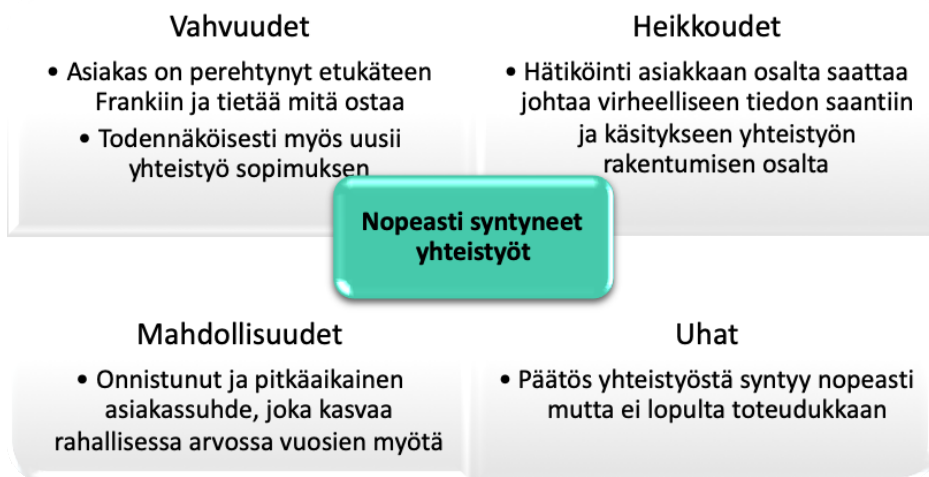 Vahvuudet
• Asiakas on perehtynyt etukäteen
Frankiin ja tietää mitä ostaa
• Todennäköisesti myös uusii
yhteistyö sopimuksen
Heikkoudet
• Hätiköinti asiakkaan osalta saattaa
johtaa virheelliseen tiedon saantiin
ja käsitykseen yhteistyön
rakentumisen osalta
Nopeasti syntyneet
yhteistyöt
Mahdollisuudet
• Onnistunut ja pitkäaikainen
asiakassuhde, joka kasvaa
rahallisessa arvossa vuosien myötä
Uhat
• Päätös yhteistyöstä syntyy nopeasti
mutta ei lopulta toteudukkaan